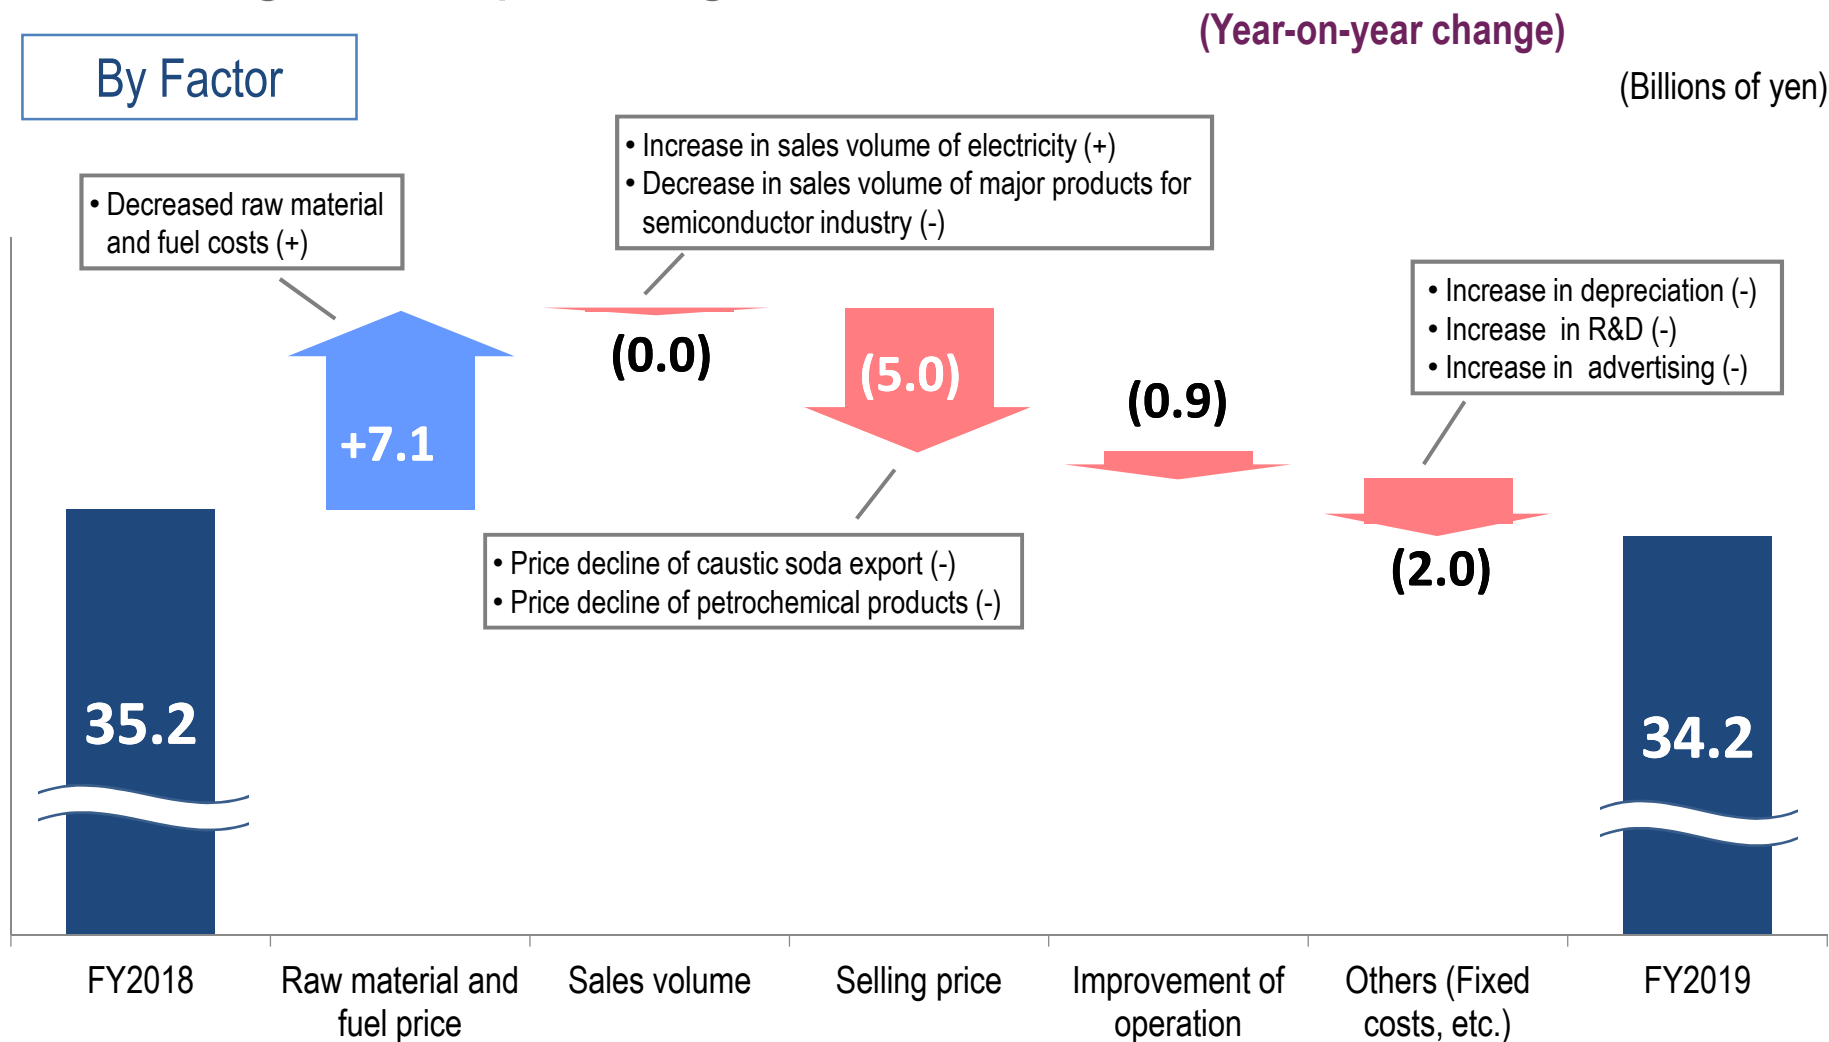 (Year-on-year change)
By Factor
(Billions of yen)
• Increase in sales volume of electricity (+)
• Decrease in sales volume of major products for
semiconductor industry (-)
• Decreased raw material
and fuel costs (+)
• Increase in depreciation (-)
• Increase in R&D (-)
• Increase in advertising (-)
+7.1
(0.0)
(5.0)
(0.9)
(2.0)
• Price decline of caustic soda export (-)
• Price decline of petrochemical products (-)
35.2
34.2
FY2018
Raw material and
fuel price
Sales volume
Selling price
Improvement of
operation
Others (Fixed
costs, etc.)
FY2019